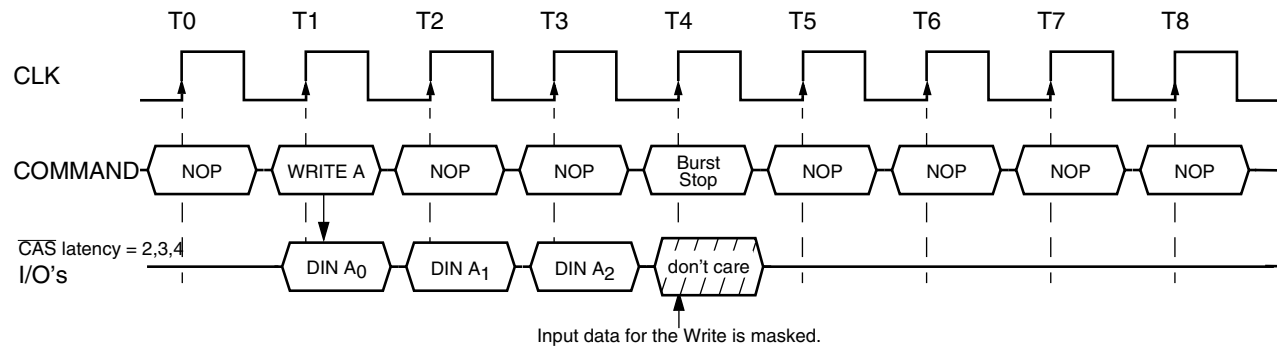 T0 T1 T2 T3 T4 T5 T6 T7 T8
CLK
COMMAND NOP WRITE A NOP NOP Burst Stop NOP NOP NOP NOP
CAS latency = 2,3,4
I/O's DIN A0 DIN A1 DIN A2 don't care
Input data for the Write is masked.